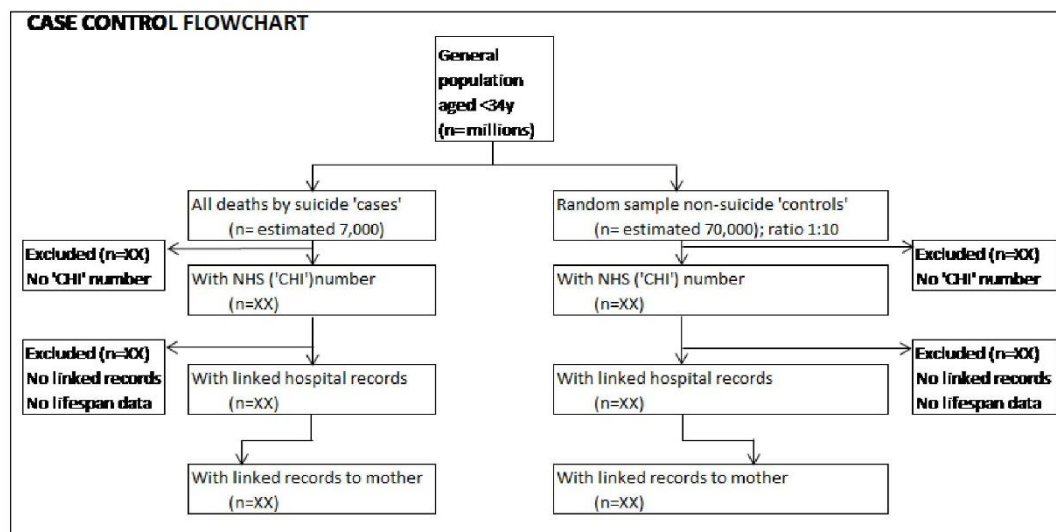 CASE CONTROL FLOWCHART
General
population
aged <34y
(n=millions)
All deaths by suicide 'cases'
(n= estimated 7,000)
Random sample non-suicide 'controls'
(n= estimated 70,000); ratio 1:10
Excluded (n=XX)
No 'CHI' number
With NHS ('CHI')number
(n=XX)
With NHS ('CHI') number
(n=XX)
Excluded (n=XX)
No 'CHI' number
Excluded (n=XX)
No linked records
No lifespan data
With linked hospital records
(n=XX)
With linked hospital records
(n=XX)
Excluded (n=XX)
No linked records
No lifespan data
With linked records to mother
(n=XX)
With linked records to mother
(n=XX)